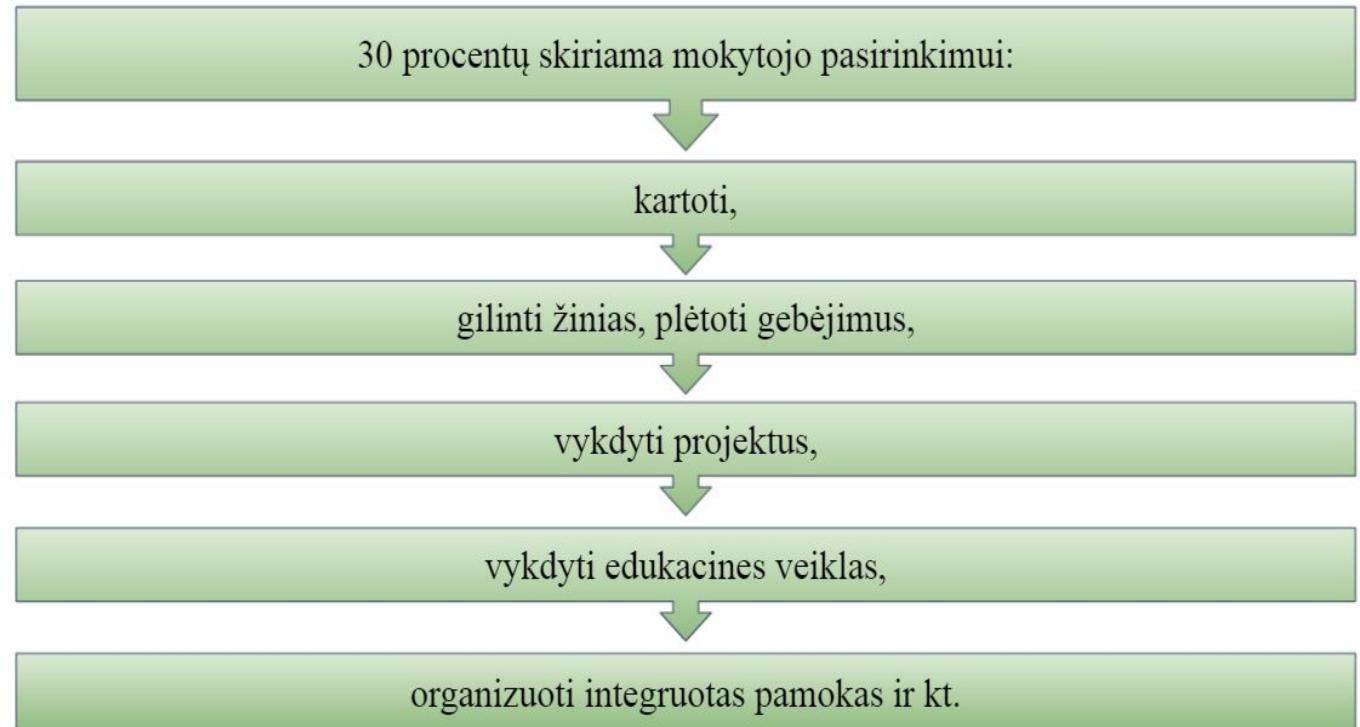 30 procentų skiriama mokytojo pasirinkimui:
kartoti,
gilinti žinias, plėtoti gebėjimus,
vykdyti projektus,
vykdyti edukacines veiklas,
organizuoti integruotas pamokas ir kt.